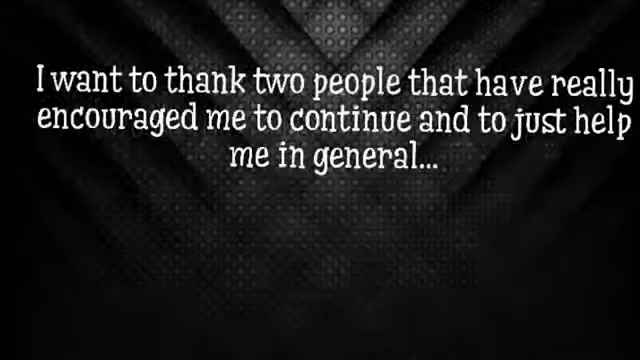 I want to thank two people that have really
encouraged me to continue and to just help
me in general...